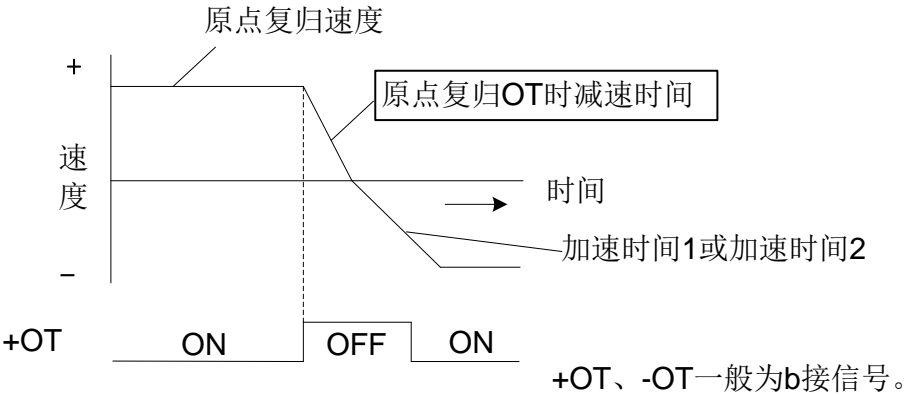 原点复归速度
+
原点复归OT时减速时间
速度
时间
加速时间1或加速时间2
−
+OT ON OFF ON
+OT、-OT一般为b接信号。